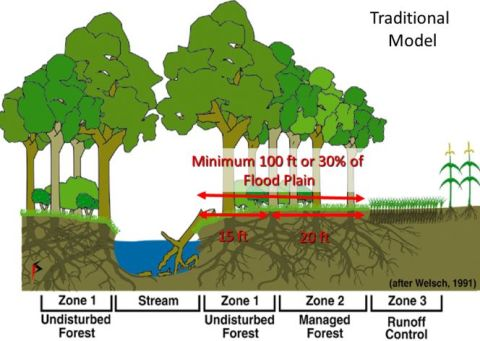 Traditional
Model
Minimum 100 ft or 30% of
Flood Plain
15 ft
20 ft
(after Welsch, 1991)
Zone 1
Stream
Zone 1
Zone 2
Zone 3
Undisturbed
Forest
Undisturbed
Forest
Managed
Forest
Runoff
Control